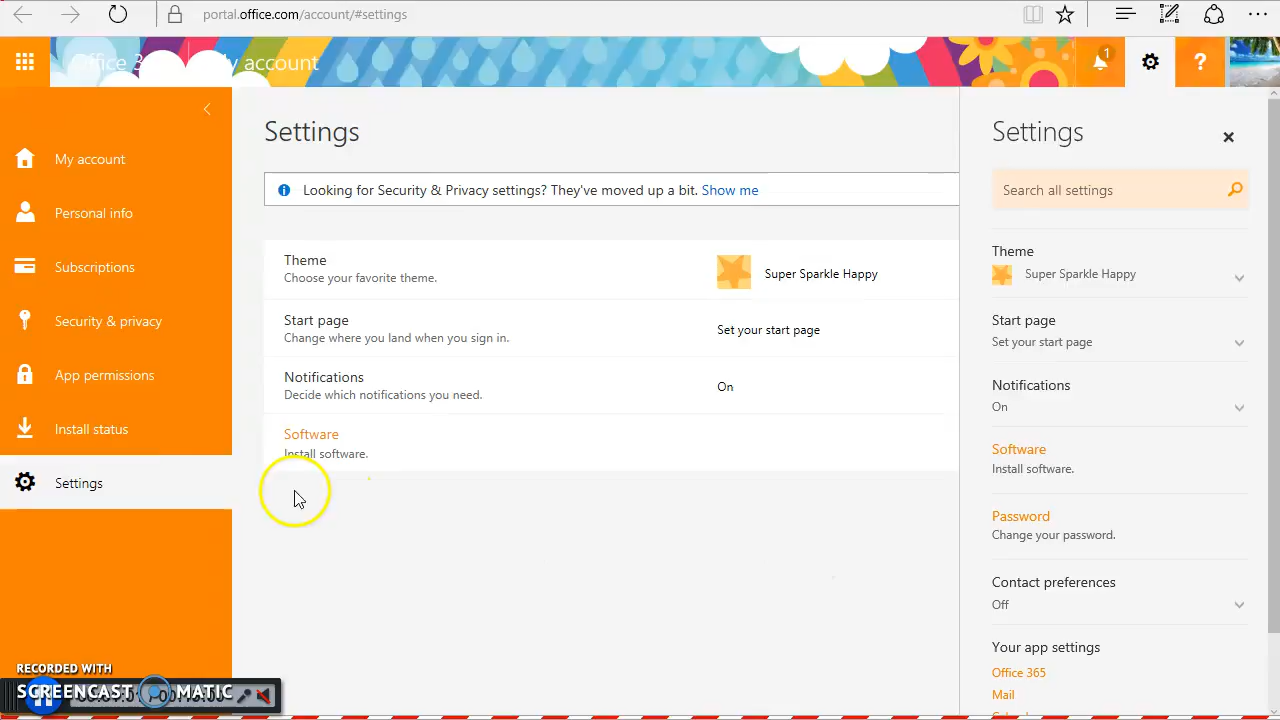 portal.office.com/account/#settings
Office 3 My account
1
?
My account
Personal info
Subscriptions
Security & privacy
App permissions
Install status
Settings
Settings
Looking for Security & Privacy settings? They've moved up a bit. Show me
Theme
Choose your favorite theme.
Super Sparkle Happy
Start page
Change where you land when you sign in.
Set your start page
Notifications
Decide which notifications you need.
On
Software
Install software.
Settings
Search all settings
Theme
Super Sparkle Happy
Start page
Set your start page
Notifications
On
Software
Install software.
Password
Change your password.
Contact preferences
Off
Your app settings
Office 365
Mail
RECORDED WITH
SCREENCAST MATIC